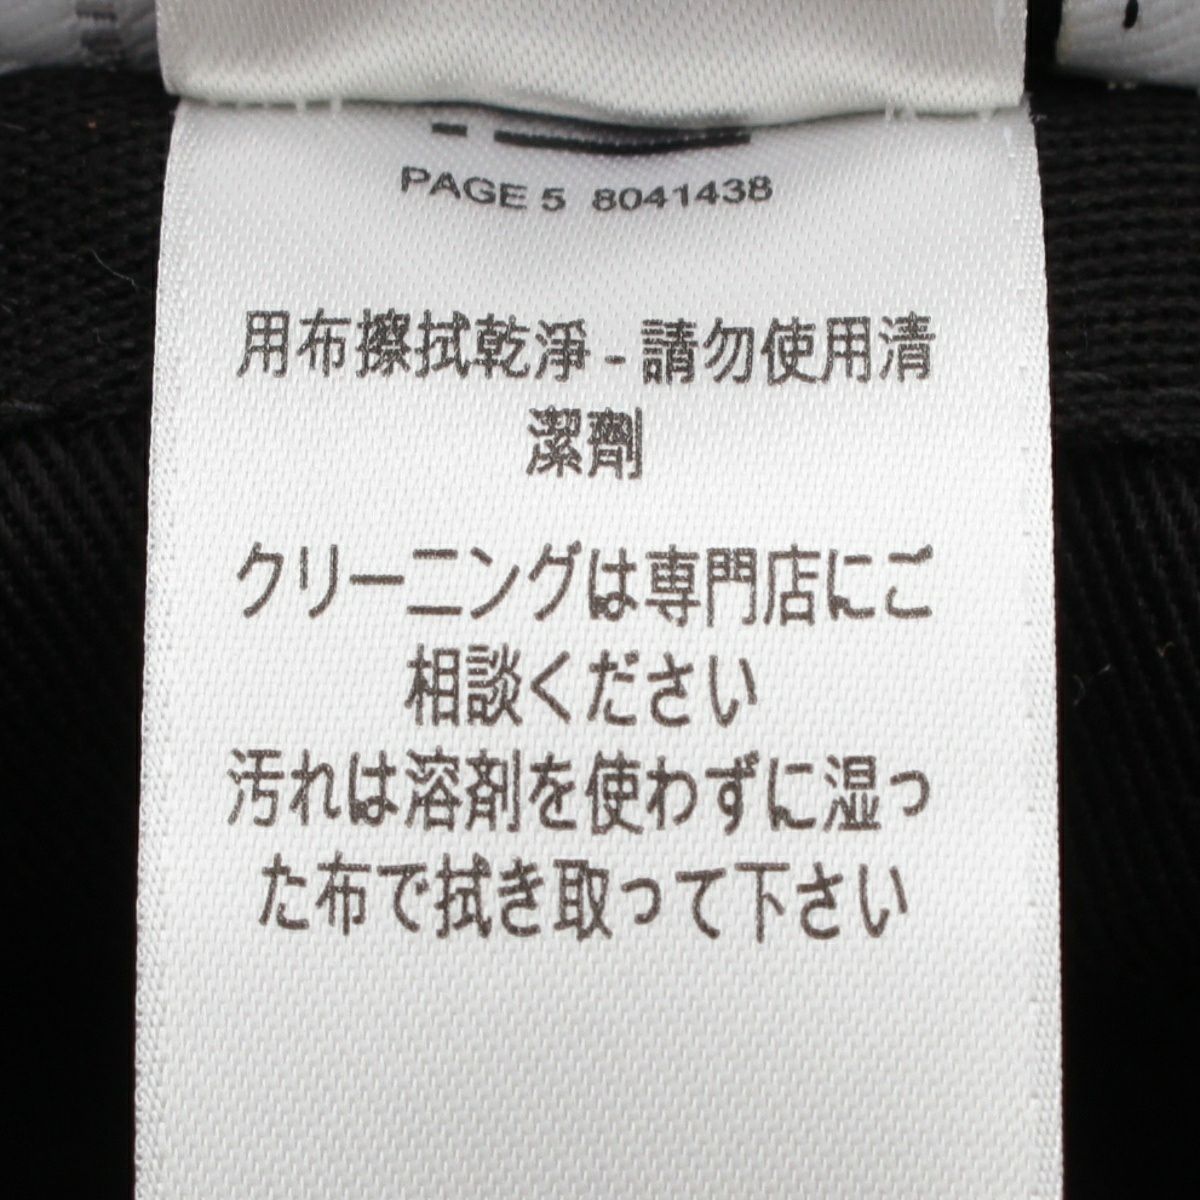 PAGE 5 8041438
用布擦拭乾淨 - 請勿使用清
潔劑
クリーニングは専門店にご
相談ください
汚れは溶剤を使わずに湿っ
た布で拭き取って下さい